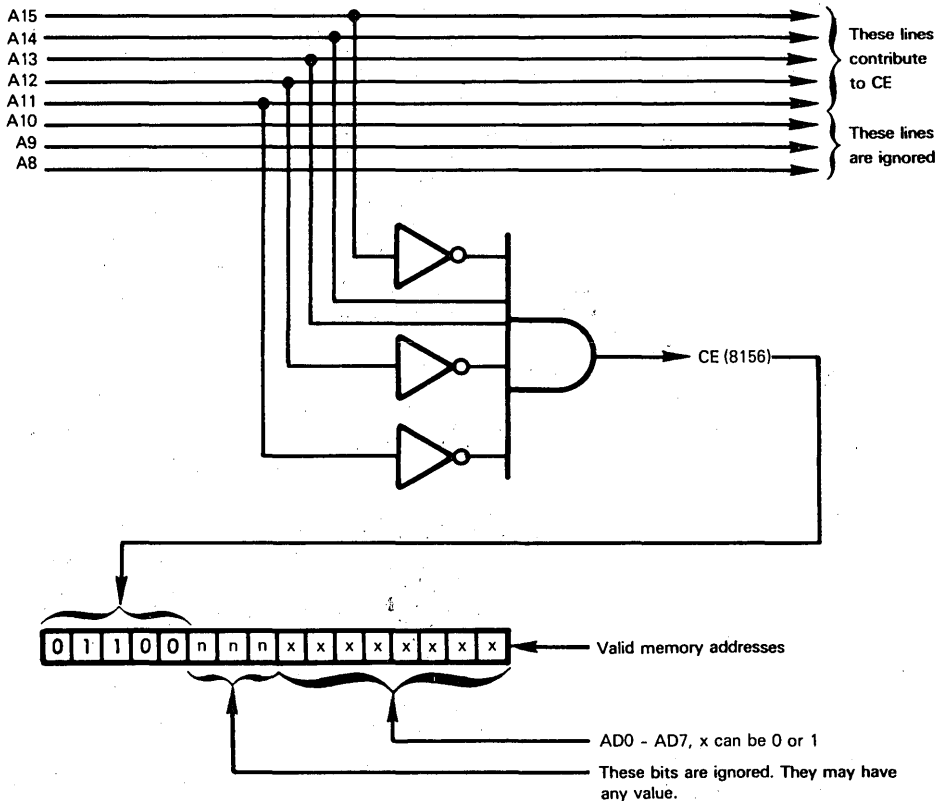 A15
A14
A13
A12
A11
A10
A9
A8
These lines
contribute
to CE
These lines
are ignored
CE (8156)
0 1 1 0 0 n n n x x x x x x x x
Valid memory addresses
AD0 - AD7, x can be 0 or 1
These bits are ignored. They may have
any value.